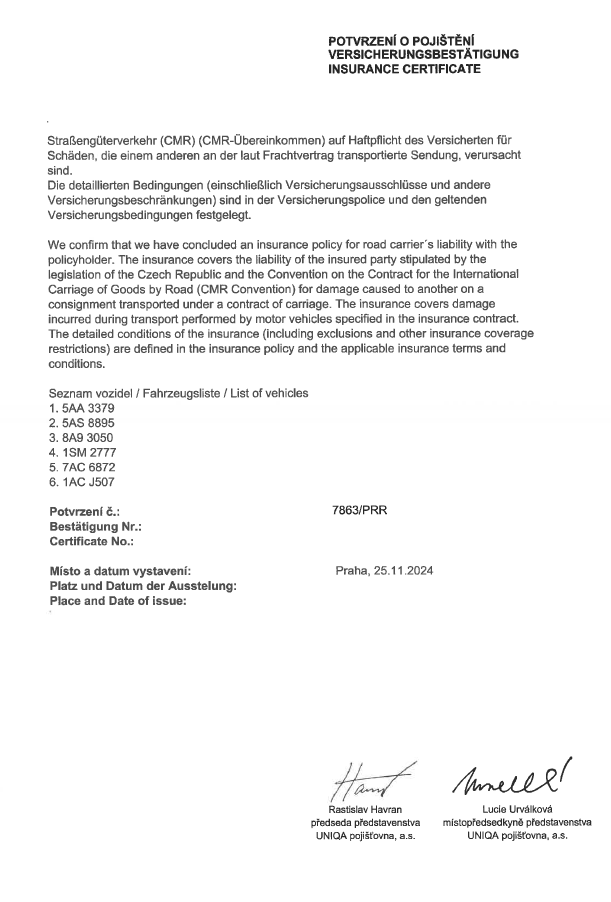 POTVRZENÍ O POJIŠTĚNÍ
VERSICHERUNGSBESTÄTIGUNG
INSURANCE CERTIFICATE
Straßengüterverkehr (CMR) (CMR-Übereinkommen) auf Haftpflicht des Versicherten für
Schäden, die einem anderen an der laut Frachtvertrag transportierte Sendung, verursacht
sind.
Die detaillierten Bedingungen (einschließlich Versicherungsausschlüsse und andere
Versicherungsbeschränkungen) sind in der Versicherungspolice und den geltenden
Versicherungsbedingungen festgelegt.
We confirm that we have concluded an insurance policy for road carrier´s liability with the
policyholder. The insurance covers the liability of the insured party stipulated by the
legislation of the Czech Republic and the Convention on the Contract for the International
Carriage of Goods by Road (CMR Convention) for damage caused to another on a
consignment transported under a contract of carriage. The insurance covers damage
incurred during transport performed by motor vehicles specified in the insurance contract.
The detailed conditions of the insurance (including exclusions and other insurance coverage
restrictions) are defined in the insurance policy and the applicable insurance terms and
conditions.
Seznam vozidel / Fahrzeugsliste / List of vehicles
1. 5AA 3379
2. 5AS 8895
3. 8A9 3050
4. 1SM 2777
5. 7AC 6872
6. 1AC J507
Potvrzení č.: 7863/PRR
Bestätigung Nr.:
Certificate No.:
Místo a datum vystavení: Praha, 25.11.2024
Platz und Datum der Ausstelung:
Place and Date of issue:
Rastislav Havran
předseda představenstva
UNIQA pojišťovna, a.s.
Lucie Urválková
místopředsedkyně představenstva
UNIQA pojišťovna, a.s.